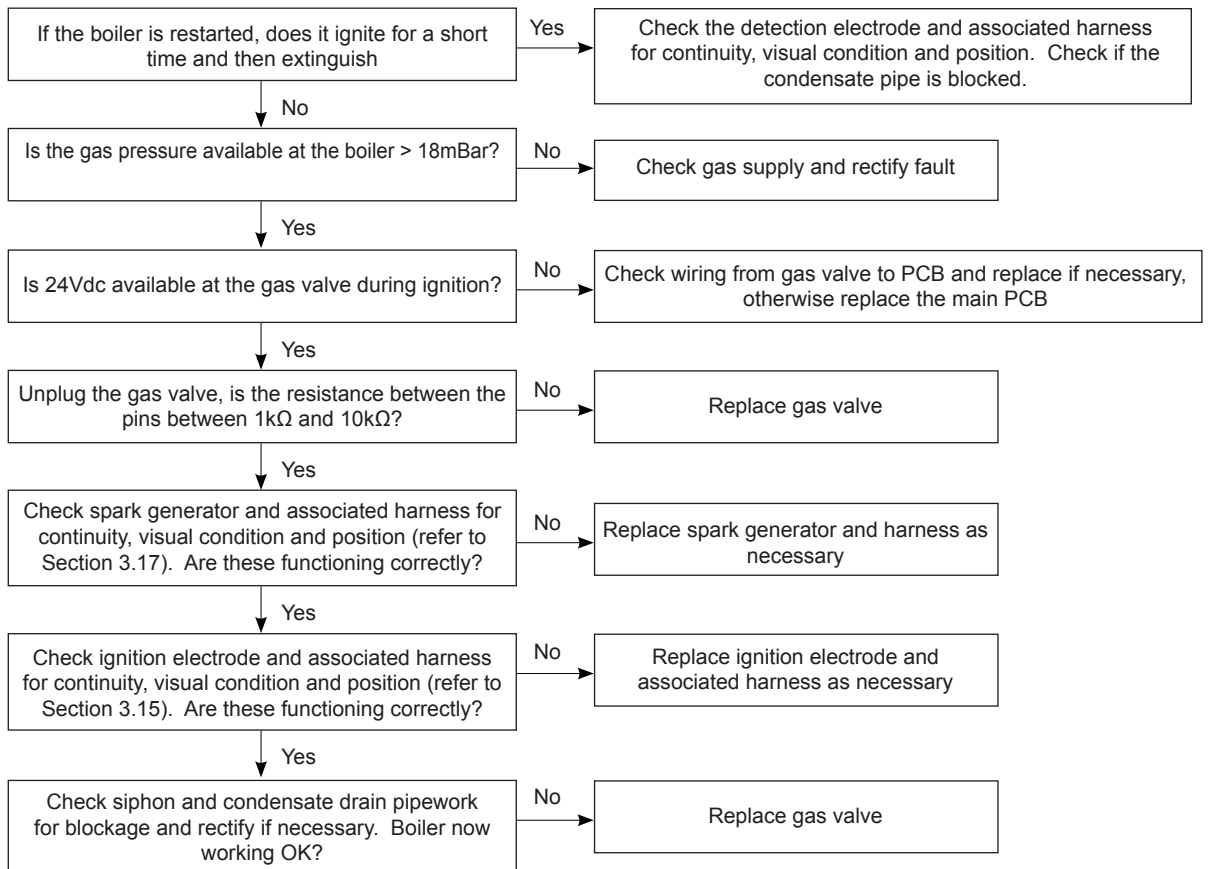 If the boiler is restarted, does it ignite for a short
time and then extinguish
Yes
Check the detection electrode and associated harness
for continuity, visual condition and position.  Check if the
condensate pipe is blocked.
No
Is the gas pressure available at the boiler > 18mBar?
No
Check gas supply and rectify fault
Yes
Is 24Vdc available at the gas valve during ignition?
No
Check wiring from gas valve to PCB and replace if necessary,
otherwise replace the main PCB
Yes
Unplug the gas valve, is the resistance between the
pins between 1kΩ and 10kΩ?
No
Replace gas valve
Yes
Check spark generator and associated harness for
continuity, visual condition and position (refer to
Section 3.17).  Are these functioning correctly?
No
Replace spark generator and harness as
necessary
Yes
Check ignition electrode and associated harness
for continuity, visual condition and position (refer to
Section 3.15).  Are these functioning correctly?
No
Replace ignition electrode and
associated harness as necessary
Yes
Check siphon and condensate drain pipework
for blockage and rectify if necessary.  Boiler now
working OK?
No
Replace gas valve